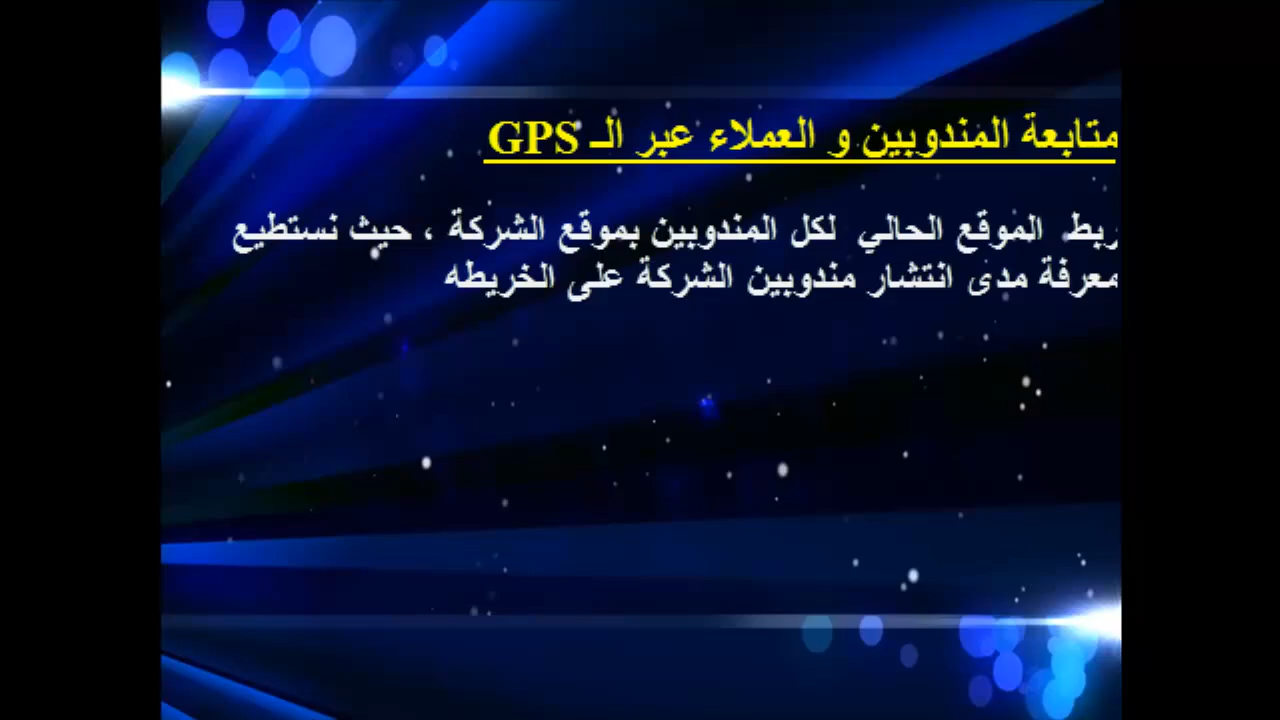 متابعة المندوبين و العملاء عبر الـ GPS
ربط الموقع الحالي لكل المندوبين بموقع الشركة ، حيث نستطيع
معرفة مدى انتشار مندوبين الشركة على الخريطه